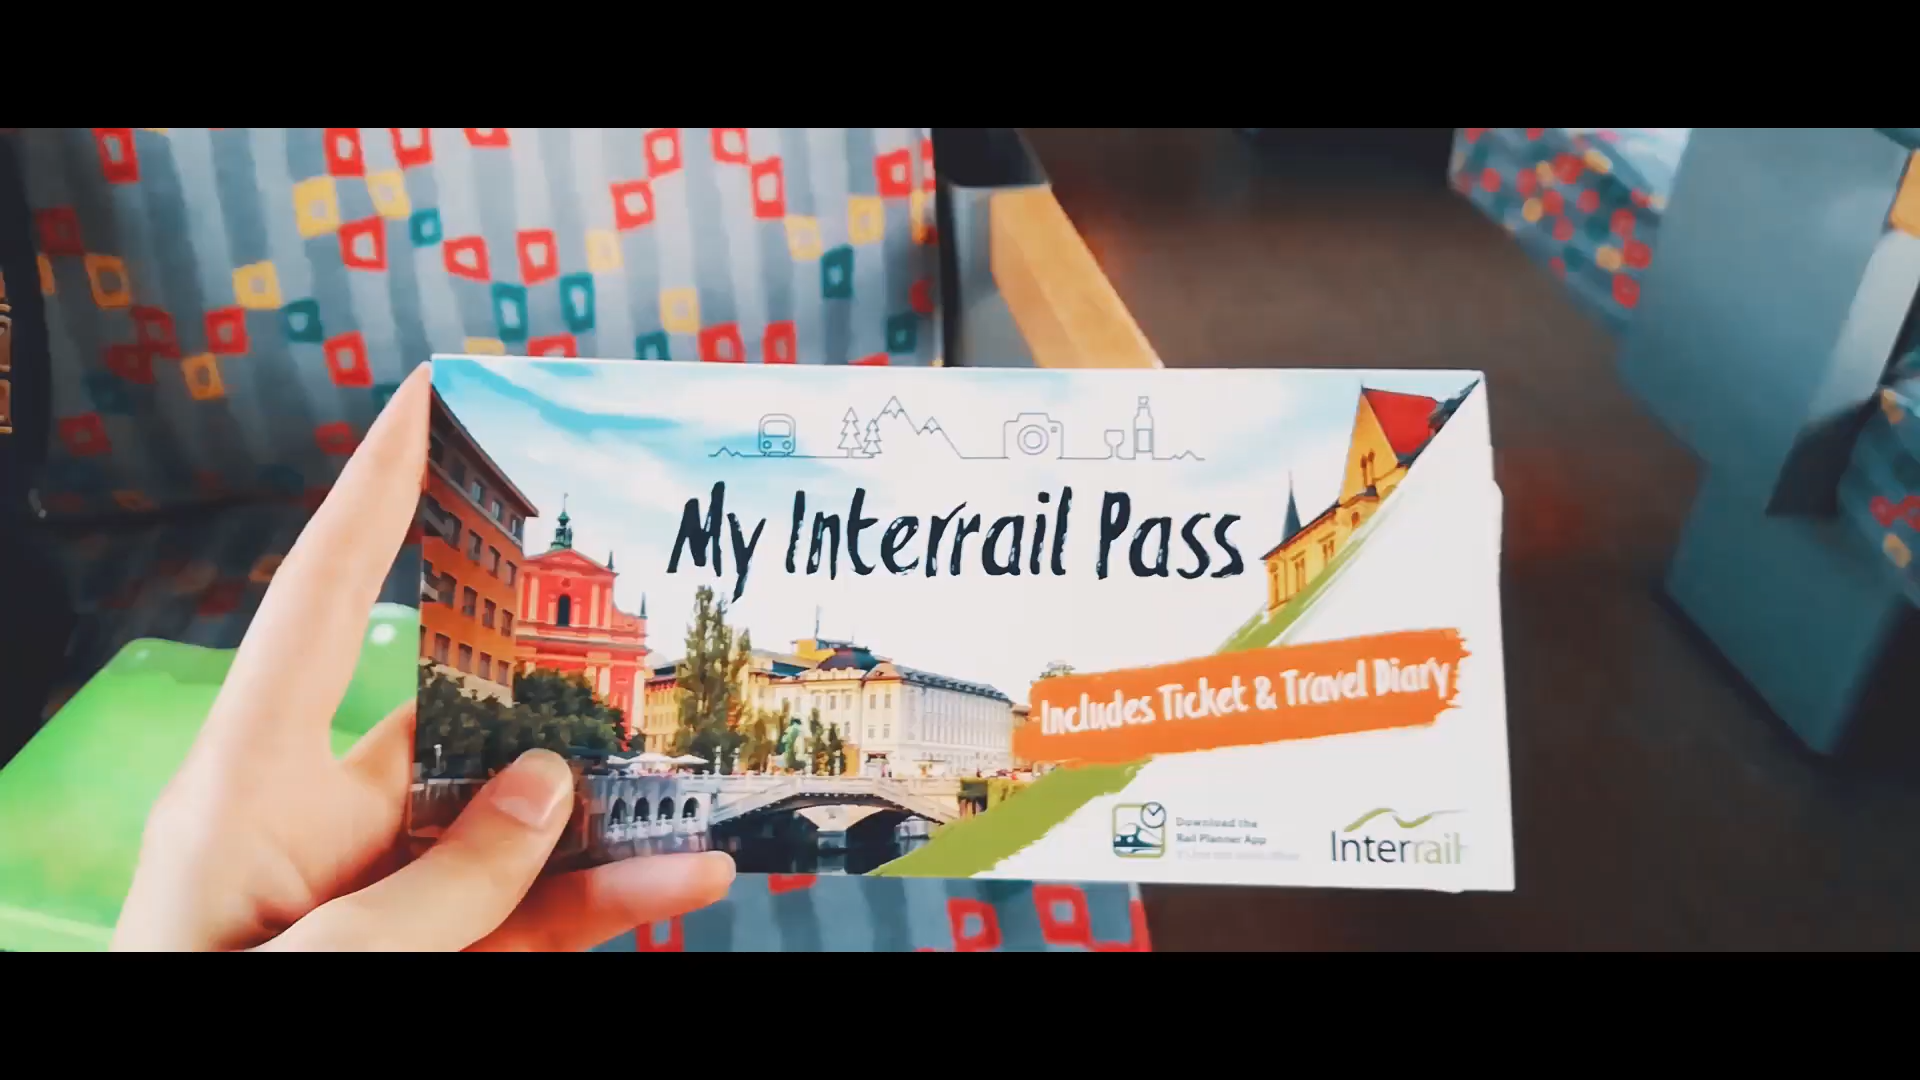 My Interrail Pass
Includes Ticket & Travel Diary
Download the
Rail Planner App
Interrail